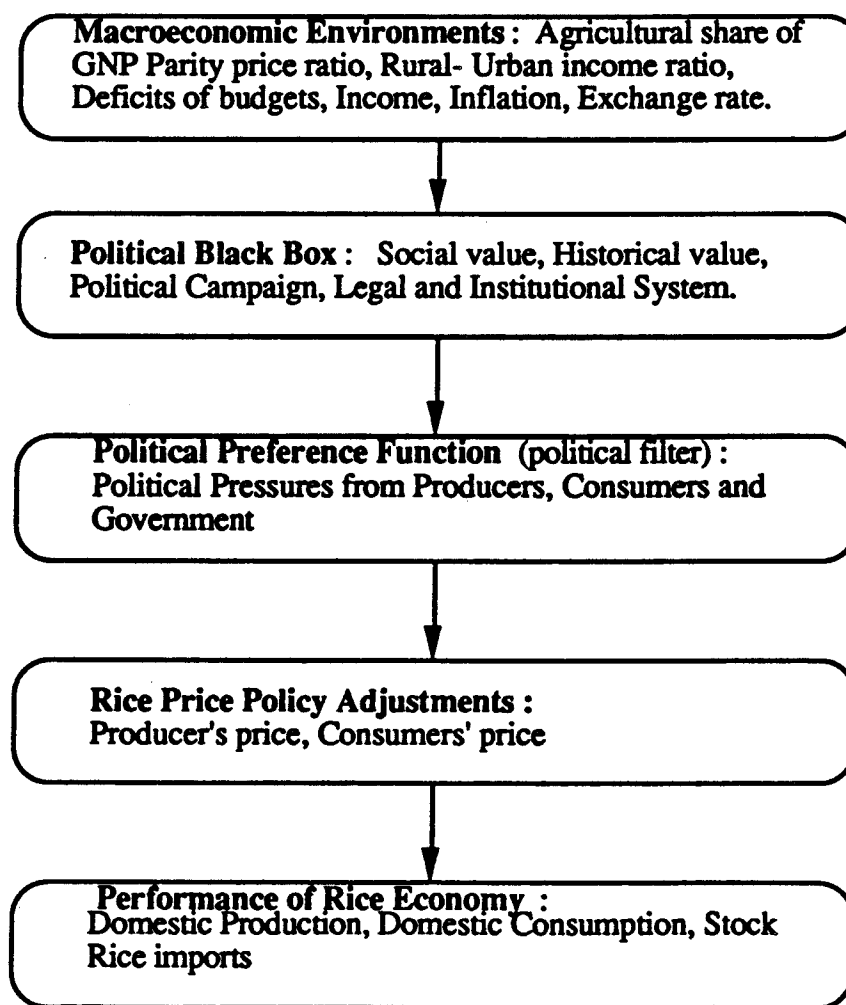 Macroeconomic Environments : Agricultural share of
GNP Parity price ratio, Rural- Urban income ratio,
Deficits of budgets, Income, Inflation, Exchange rate.
Political Black Box : Social value, Historical value,
Political Campaign, Legal and Institutional System.
Political Preference Function (political filter) :
Political Pressures from Producers, Consumers and
Government
Rice Price Policy Adjustments :
Producer's price, Consumers' price
Performance of Rice Economy :
Domestic Production, Domestic Consumption, Stock
Rice imports